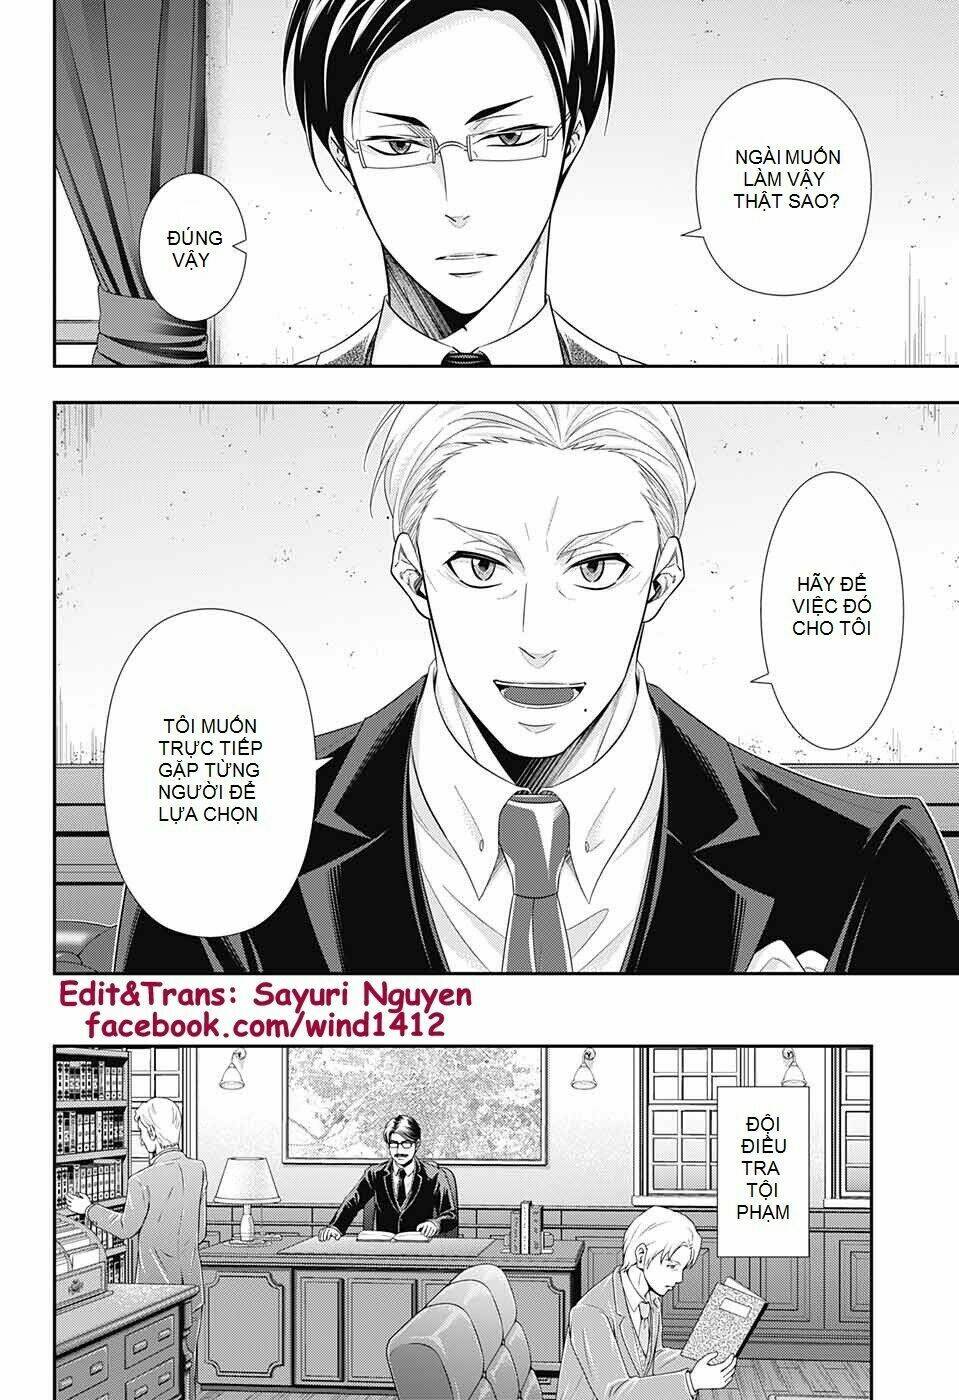 NGÀI MUỐN
LÀM VẬY
THẬT SAO?
ĐÚNG
VẬY
HÃY ĐỂ
VIỆC ĐÓ
CHO TÔI
TÔI MUỐN
TRỰC TIẾP
GẶP TỪNG
NGƯỜI ĐỂ
LỰA CHỌN
Edit&Trans: Sayuri Nguyen
facebook.com/wind1412
ĐỘI
ĐIỀU
TRA
TỘI
PHẠM